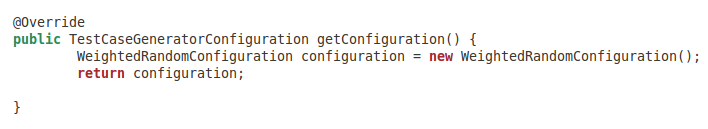 @Override
public TestCaseGeneratorConfiguration getConfiguration() {
        WeightedRandomConfiguration configuration = new WeightedRandomConfiguration();
        return configuration;

}